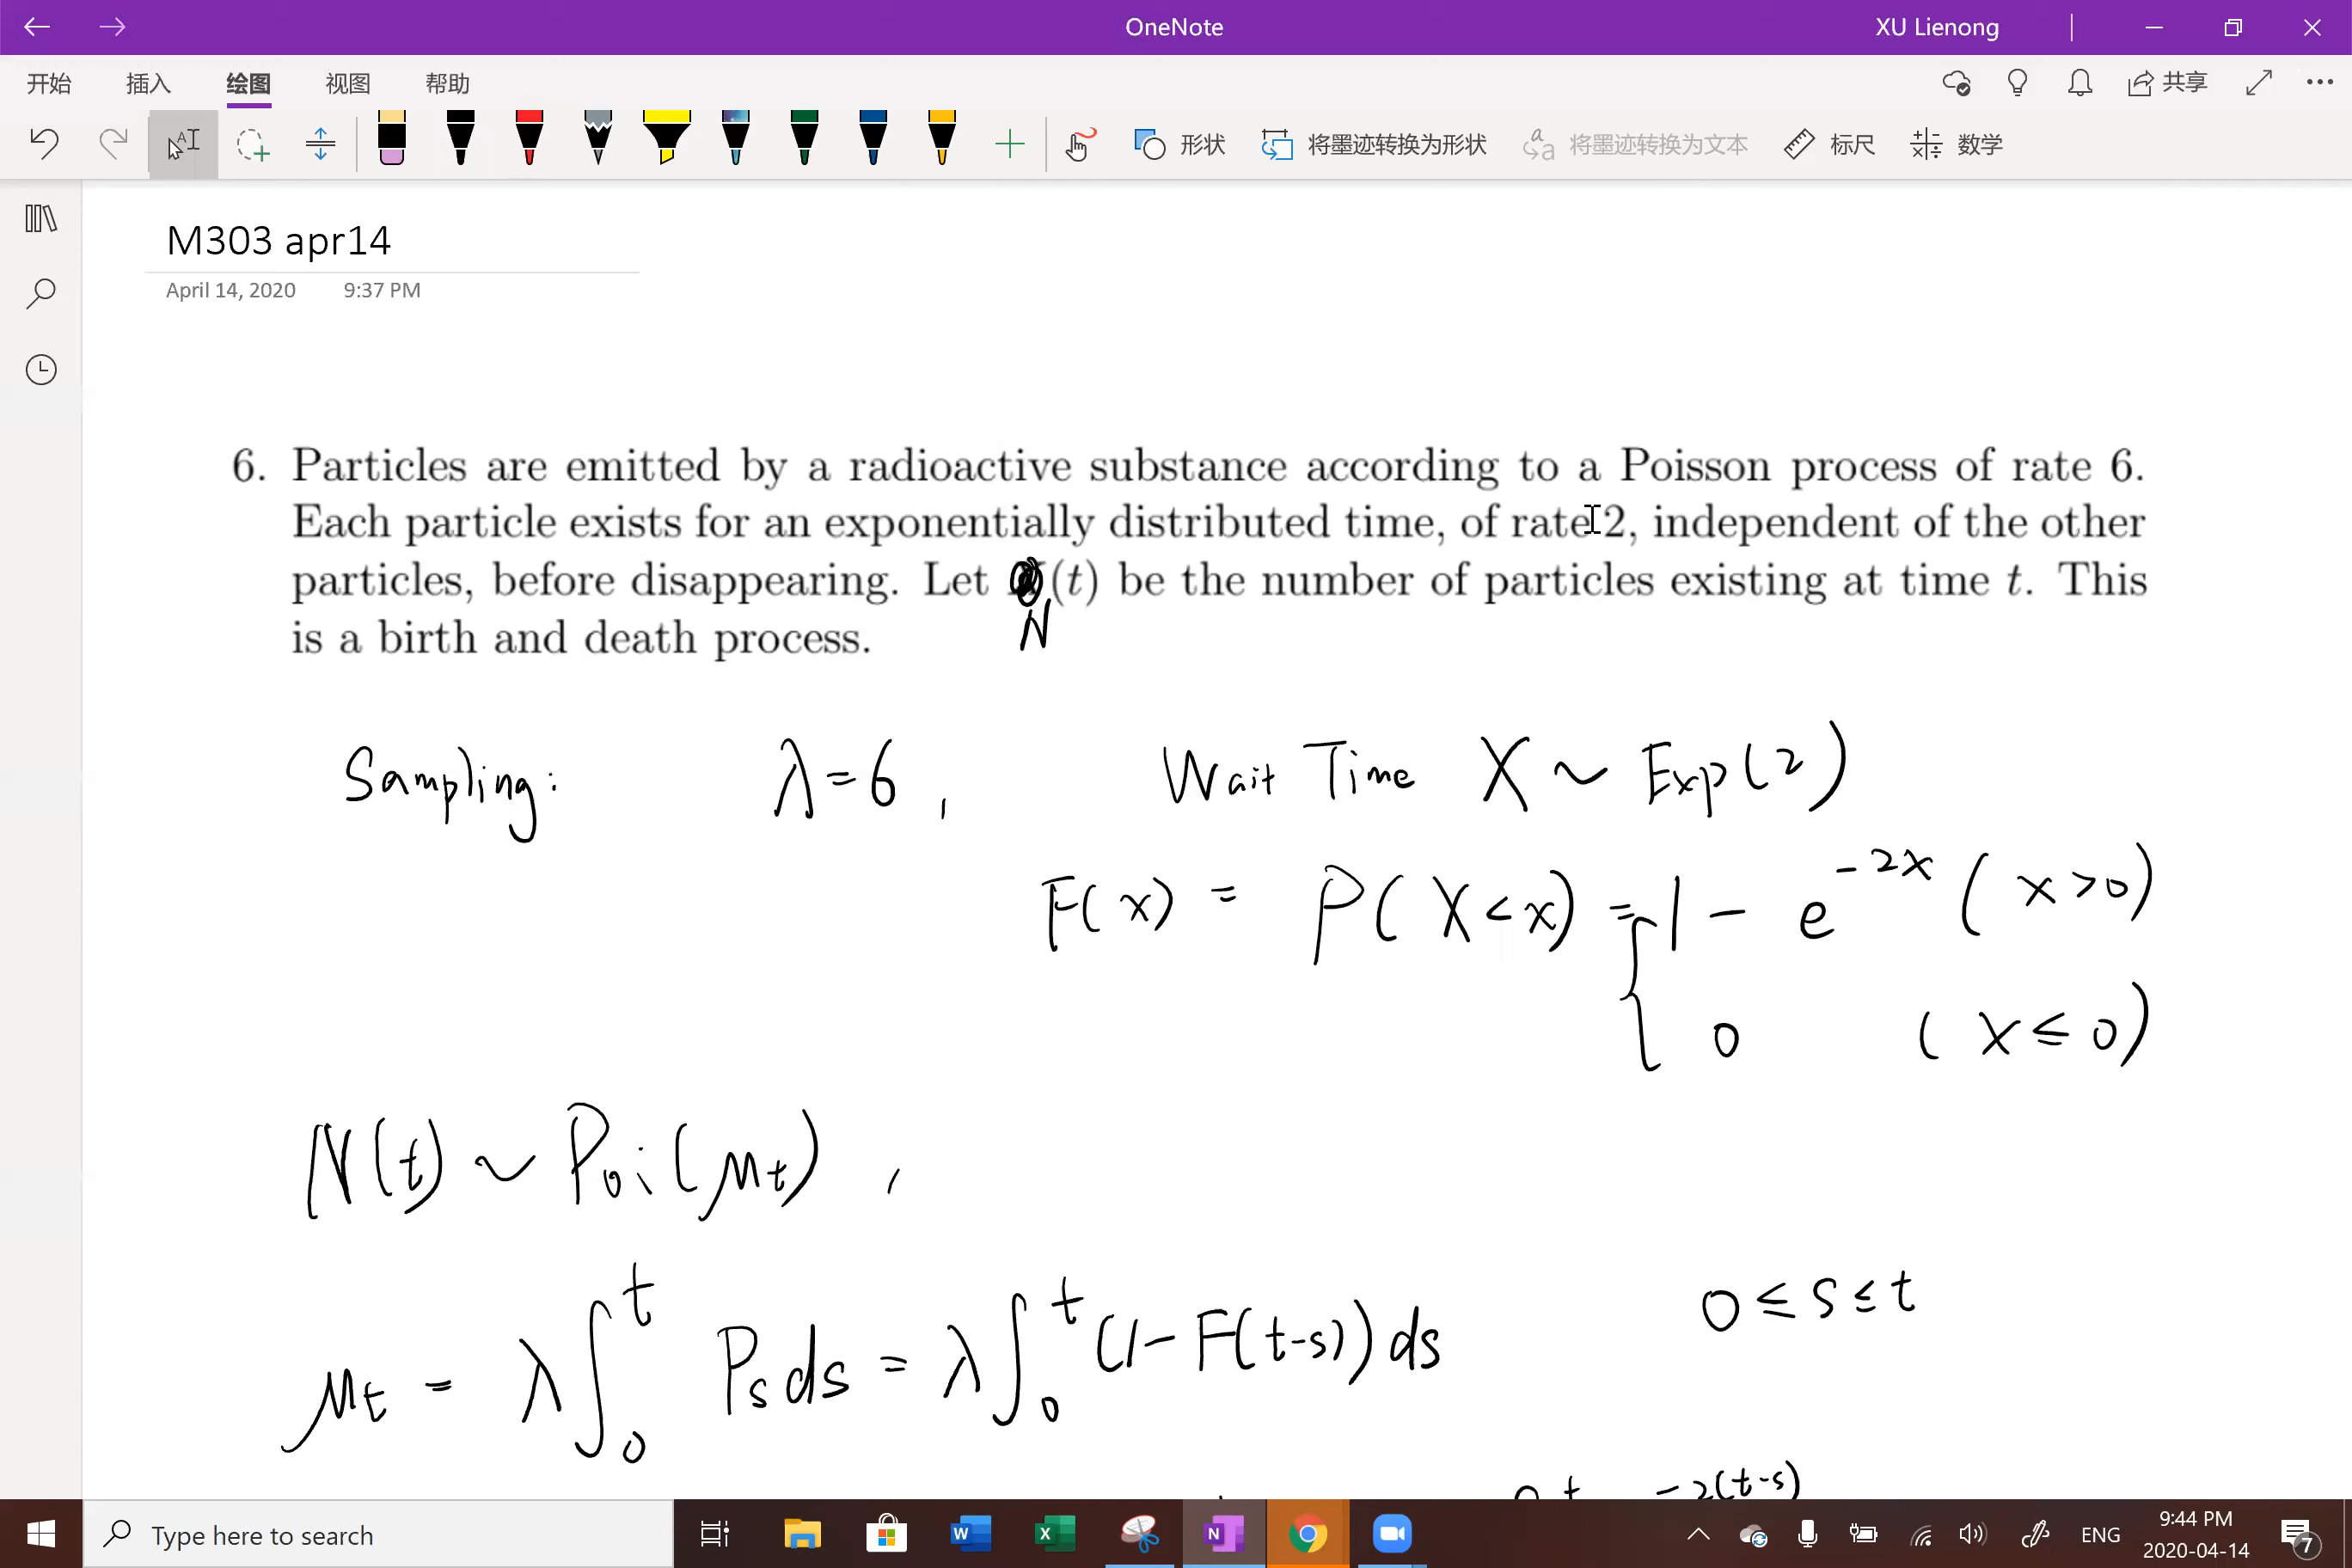 OneNote
XU Lienong
开始 插入 绘图 视图 帮助
共享
形状 将墨迹转换为形状 将墨迹转换为文本 标尺 数学
M303 apr14
April 14, 2020 9:37 PM
6. Particles are emitted by a radioactive substance according to a Poisson process of rate 6.
Each particle exists for an exponentially distributed time, of rate 2, independent of the other
particles, before disappearing. Let (t) be the number of particles existing at time t. This
N
is a birth and death process.
Sampling: λ=6, Wait Time X ~ Exp(2)
F(x) = P(X<x) = { 1 - e^{-2x} (x>0)
0 (x≤0)
N(t) ~ Poi(μ_t),
0≤s≤t
μ_t = λ∫_0^t P_s ds = λ∫_0^t (1-F(t-s))ds
t -2(t-s)
Type here to search
ENG
9:44 PM
2020-04-14
7